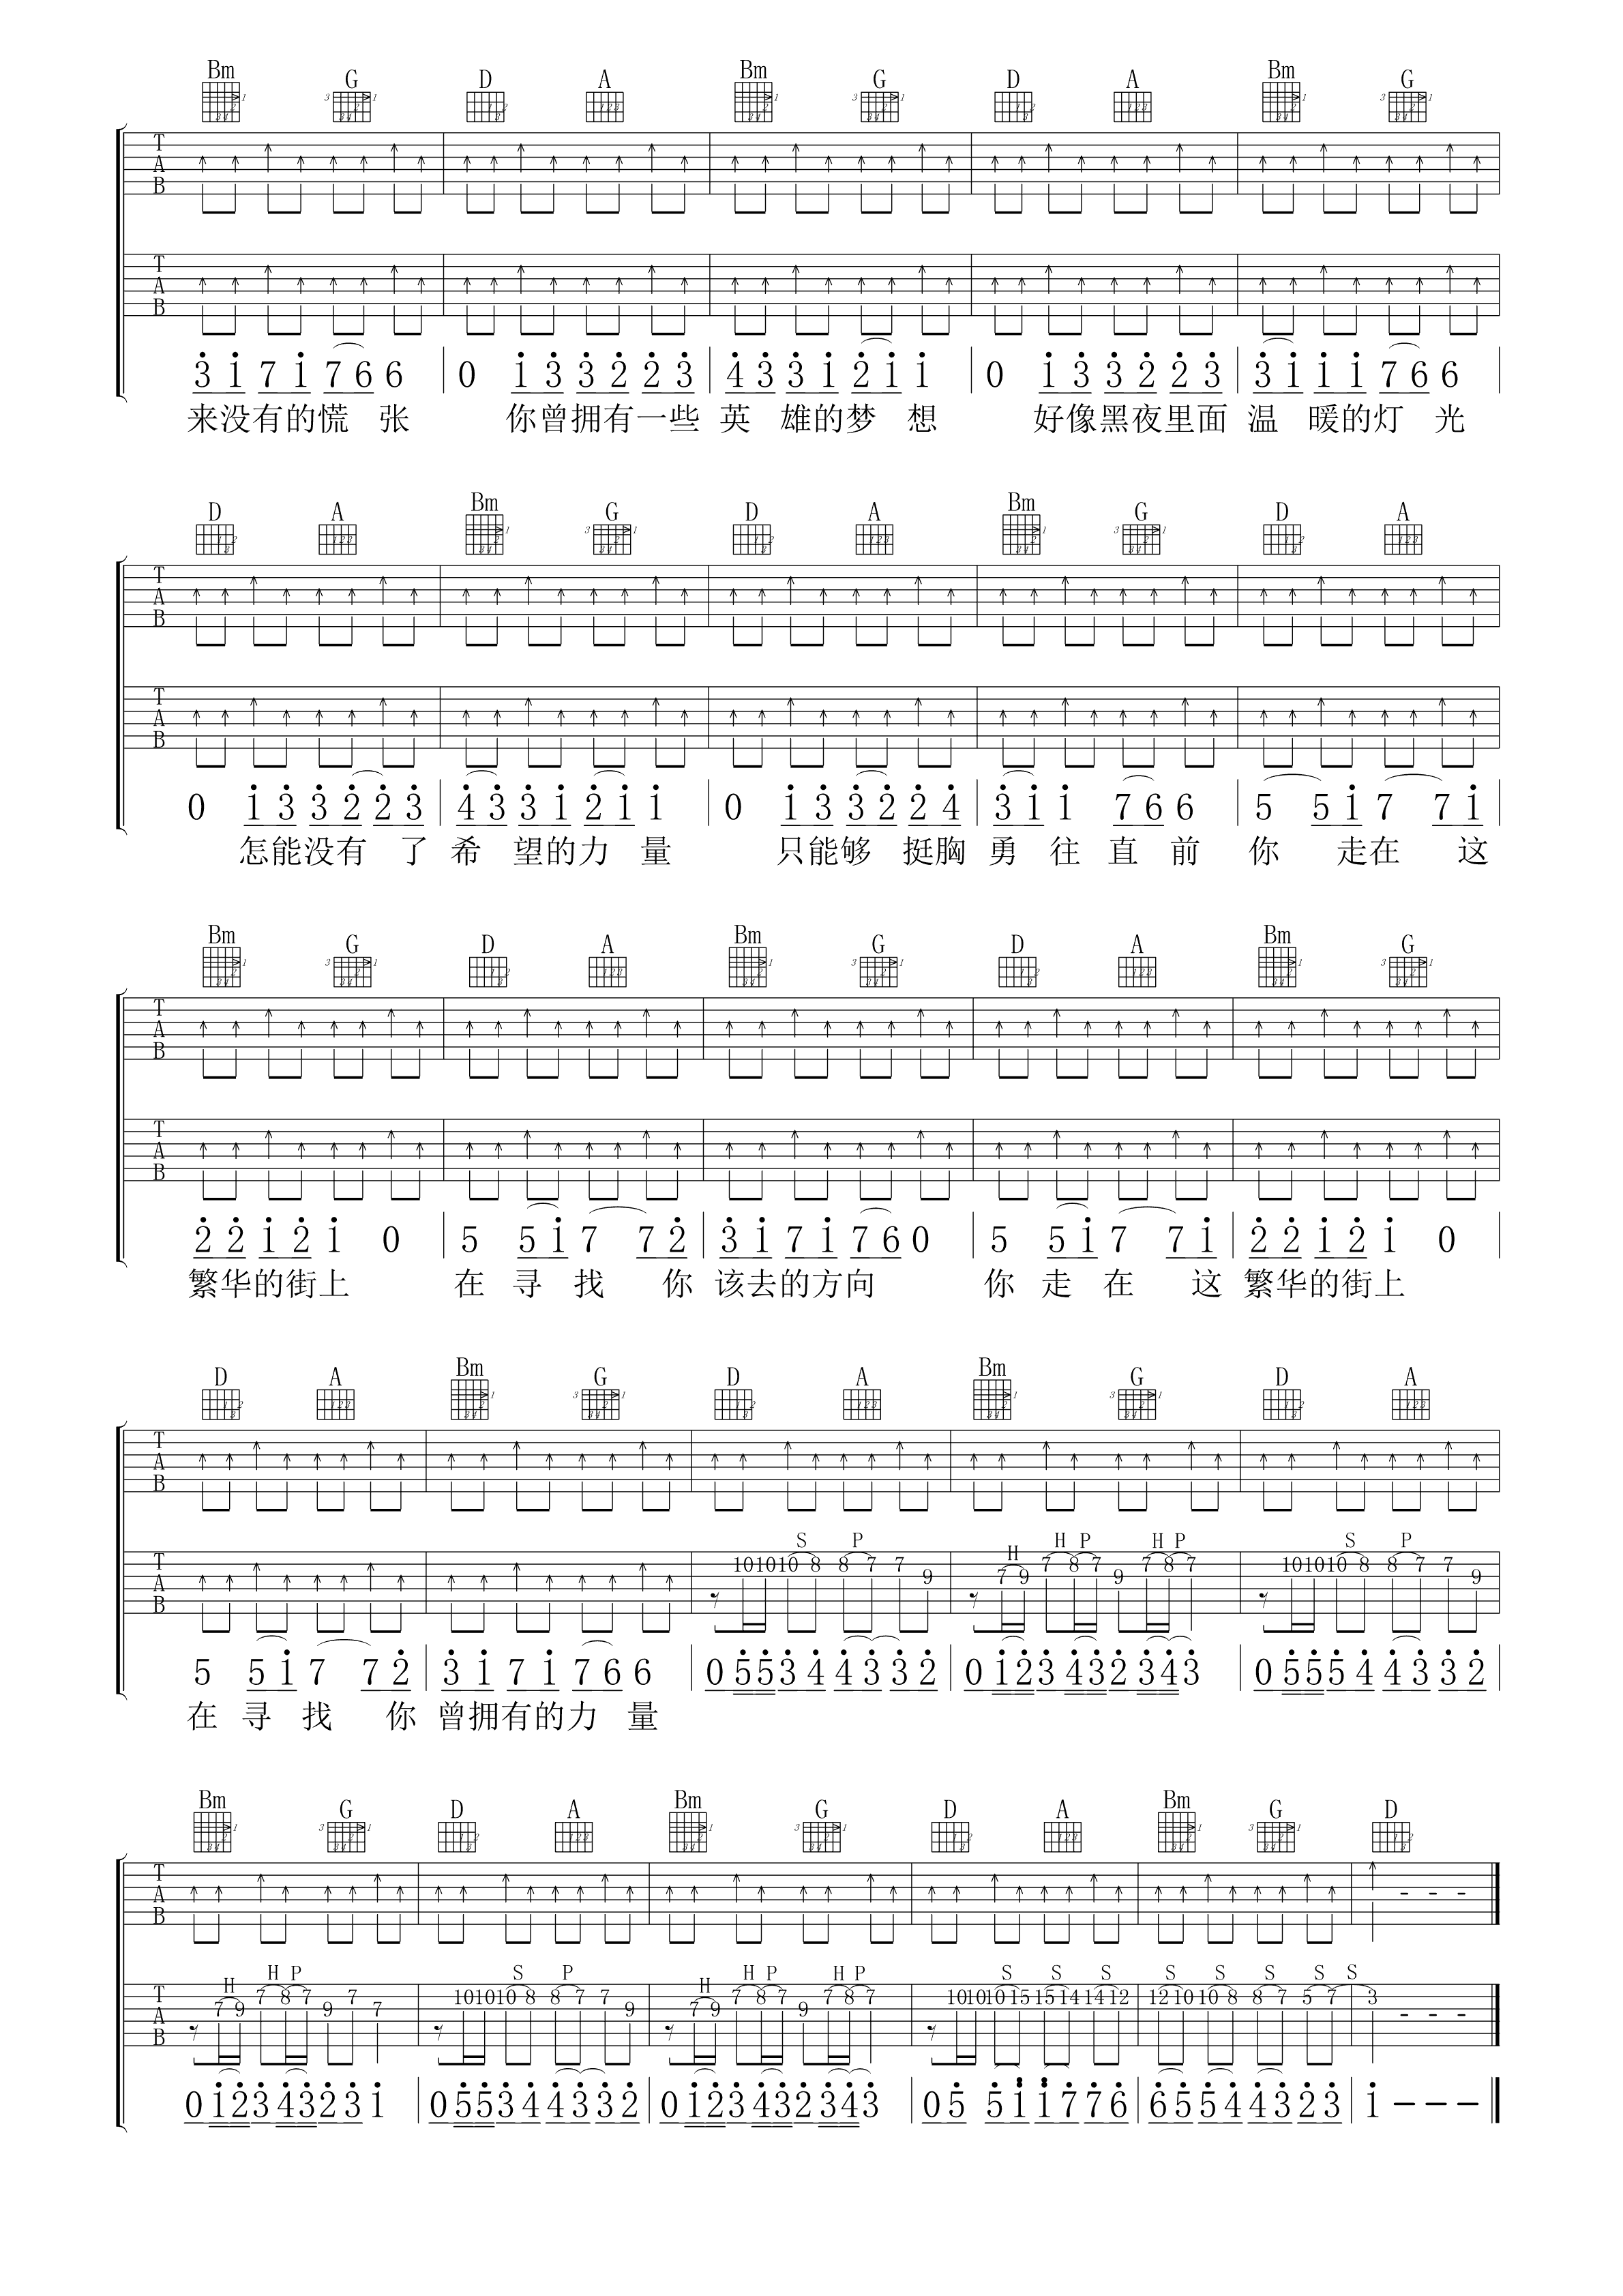 Bm G D A Bm G D A Bm G
T A B
T A B
3 1 7 1 7 6 6 | 0 1 3 3 2 2 3 | 4 3 3 1 2 1 1 | 0 1 3 3 2 2 3 | 3 1 1 1 7 6 6 |
来没有的慌 张 你曾拥有一些 英 雄的梦 想 好像黑夜里面 温 暖的灯 光
D A Bm G D A Bm G D A
T A B
T A B
0 1 3 3 2 2 3 | 4 3 3 1 2 1 1 | 0 1 3 3 2 2 4 | 3 1 1 7 6 6 | 5 5 1 7 7 1 |
怎能没有 了 希 望的力 量 只能够 挺胸 勇 往 直 前 你 走在 这
Bm G D A Bm G D A Bm G
T A B
T A B
2 2 1 2 1 0 | 5 5 1 7 7 2 | 3 1 7 1 7 6 0 | 5 5 1 7 7 1 | 2 2 1 2 1 0 |
繁华的街上 在 寻 找 你 该去的方向 你 走 在 这 繁华的街上
D A Bm G D A Bm G D A
T A B
S P H H P H P S P
T A B 10 10 10 8 8 7 7 9 7 9 7 8 7 9 7 8 7 10 10 10 8 8 7 7 9
5 5 1 7 7 2 | 3 1 7 1 7 6 6 | 0 5 5 3 4 4 3 3 2 | 0 1 2 3 4 3 2 3 4 3 | 0 5 5 5 4 4 3 3 2 |
在 寻 找 你 曾拥有的力 量
Bm G D A Bm G D A Bm G D
T A B - - -
H H P S P H H P H P S S S S S S S S
T A B 7 9 7 8 7 9 7 7 10 10 10 8 8 7 7 9 7 9 7 8 7 9 7 8 7 10 10 10 15 15 14 14 12 12 10 10 8 8 7 5 7 3 - - -
0 1 2 3 4 3 2 3 1 | 0 5 5 3 4 4 3 3 2 | 0 1 2 3 4 3 2 3 4 3 | 0 5 5 1 1 7 7 6 | 6 5 5 4 4 3 2 3 | 1 - - -